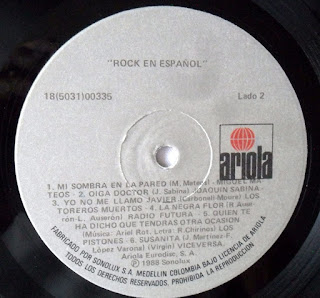 "ROCK EN ESPAÑOL"
18(5031)00335
Lado 2
ariola
1. MI SOMBRA EN LA PARED (M. Mateos) MIGUEL MA-
TEOS - 2. OIGA DOCTOR (J. Sabina) JOAQUIN SABINA -
3. YO NO ME LLAMO JAVIER (Carbonell-Moure) LOS
TOREROS MUERTOS - 4. LA NEGRA FLOR
ron-L. Auserón) RADIO FUTURA - 5. QUIEN TE
HA DICHO QUE TENDRAS OTRA OCASION
(Música: Ariel Rot. Letra: R.Chirinos) LOS
PISTONES - 6. SUSANITA (J. Martínez-F.
López Varona) (Virgin) VICEVERSA.
Ariola Eurodisc, S.A.
℗ 1988 Sonolux
FABRICADO POR SONOLUX S.A. MEDELLIN COLOMBIA BAJO LICENCIA DE ARIOLA
TODOS LOS DERECHOS RESERVADOS. PROHIBIDA LA REPRODUCCION